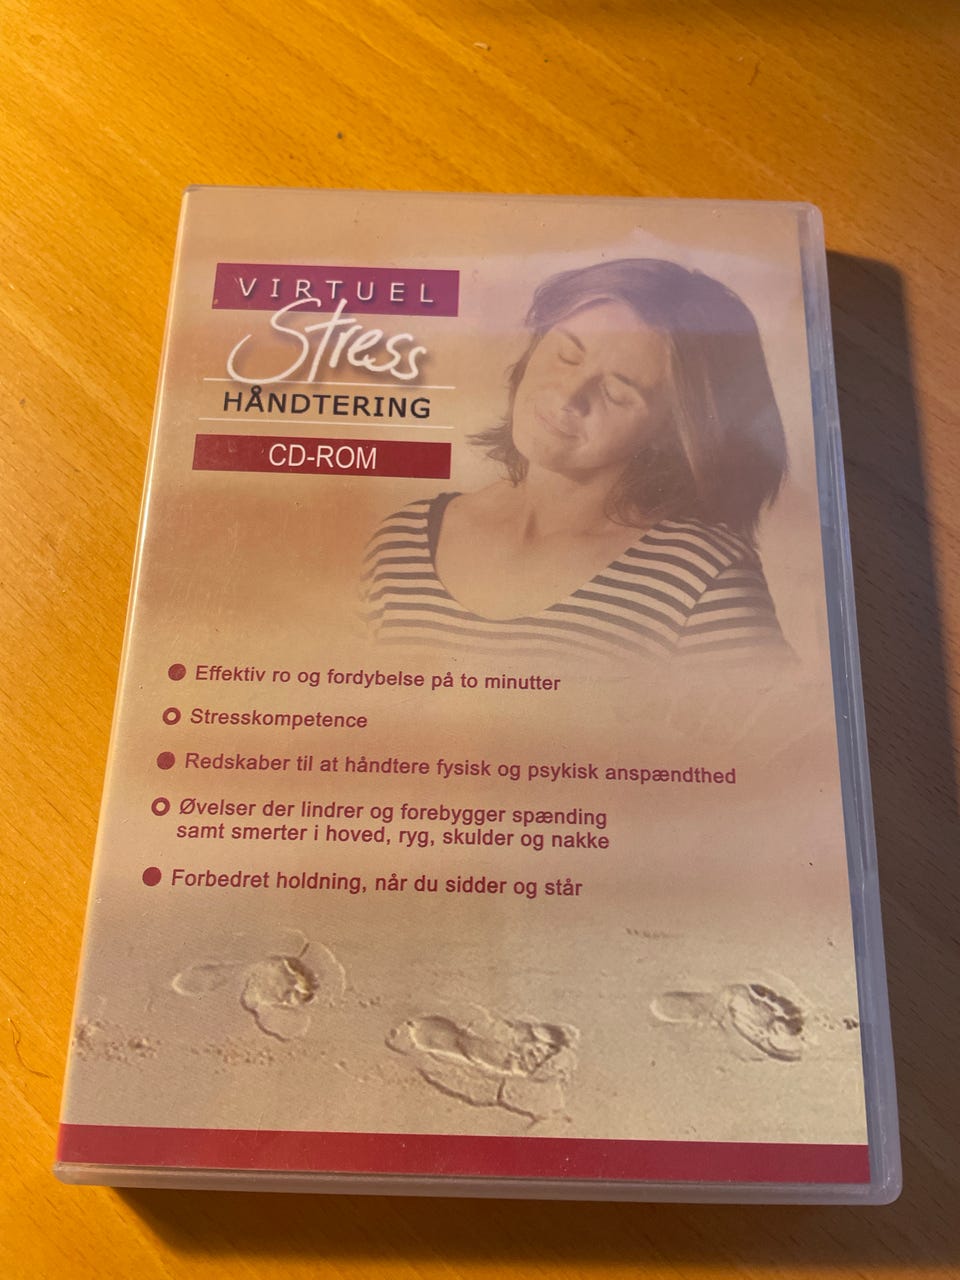 VIRTUEL
Stress
HÅNDTERING
CD-ROM
Effektiv ro og fordybelse på to minutter
Stresskompetence
Redskaber til at håndtere fysisk og psykisk anspændthed
Øvelser der lindrer og forebygger spænding
samt smerter i hoved, ryg, skulder og nakke
Forbedret holdning, når du sidder og står